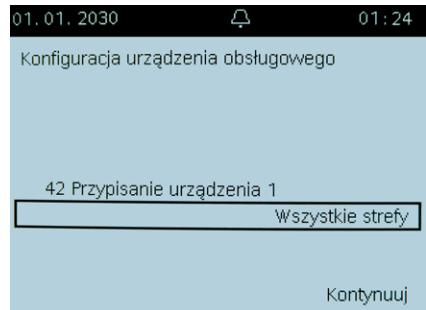 01.01.2030 01:24
Konfiguracja urządzenia obsługowego
42 Przypisanie urządzenia 1
Wszystkie strefy
Kontynuuj